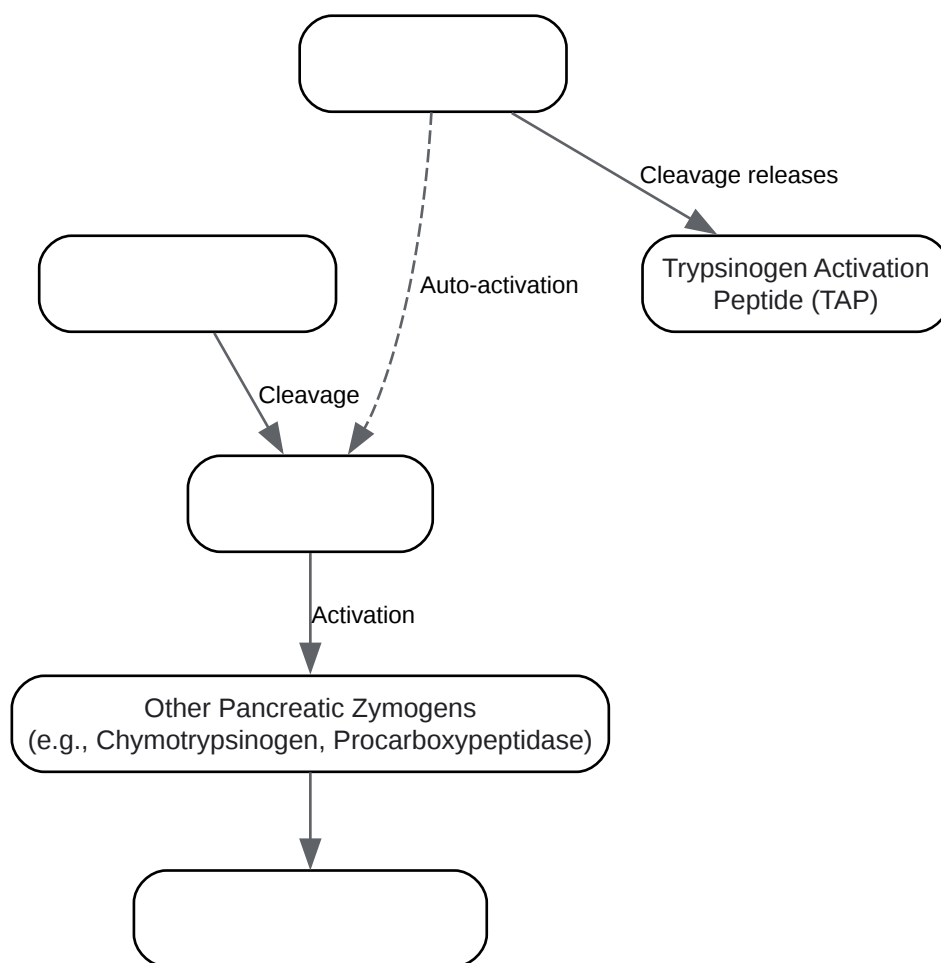 Cleavage releases
Trypsinogen Activation
Peptide (TAP)
Auto-activation
Cleavage
Activation
Other Pancreatic Zymogens
(e.g., Chymotrypsinogen, Procarboxypeptidase)